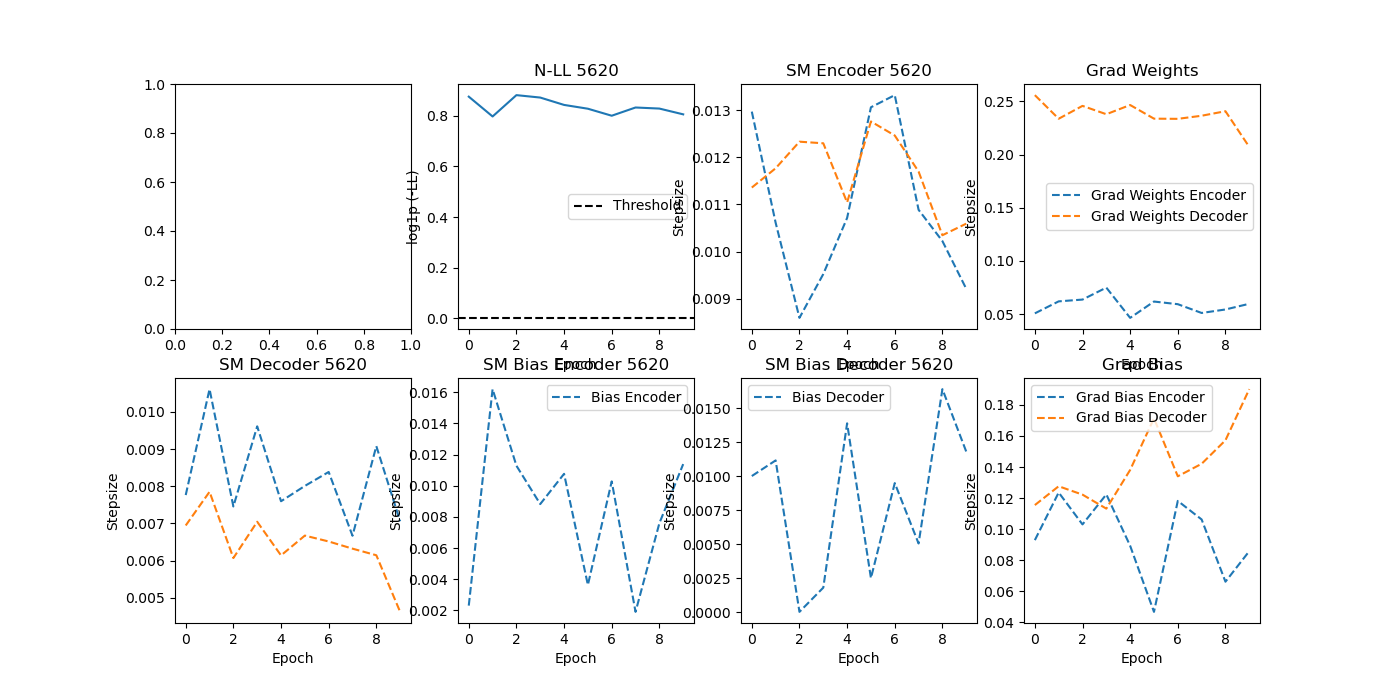 1.0
0.8
0.6
0.4
0.2
0.0
0.0 0.2 0.4 0.6 0.8 1.0
N-LL 5620
log1p (-LL)
0.8
0.6
0.4
0.2
0.0
Threshold
0 2 4 6 8
Epoch
SM Encoder 5620
Stepsize
0.013
0.012
0.011
0.010
0.009
0 2 4 6 8
Epoch
Grad Weights
Stepsize
0.25
0.20
0.15
0.10
0.05
Grad Weights Encoder
Grad Weights Decoder
0 2 4 6 8
Epoch
SM Decoder 5620
Stepsize
0.010
0.009
0.008
0.007
0.006
0.005
0 2 4 6 8
Epoch
SM Bias Encoder 5620
Stepsize
0.016
0.014
0.012
0.010
0.008
0.006
0.004
0.002
Bias Encoder
0 2 4 6 8
Epoch
SM Bias Decoder 5620
Stepsize
0.0150
0.0125
0.0100
0.0075
0.0050
0.0025
0.0000
Bias Decoder
0 2 4 6 8
Epoch
Grad Bias
Stepsize
0.18
0.16
0.14
0.12
0.10
0.08
0.06
0.04
Grad Bias Encoder
Grad Bias Decoder
0 2 4 6 8
Epoch